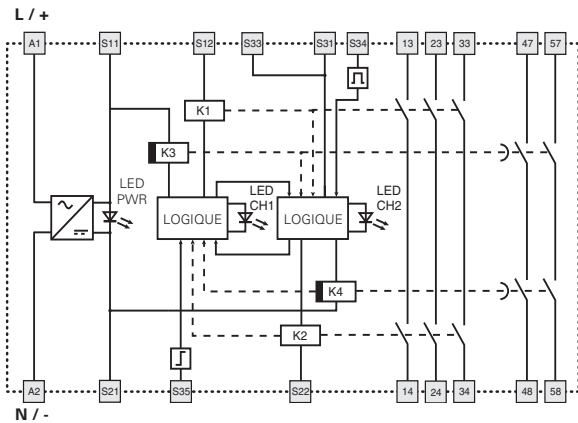 L / +
A1 S11 S12 S33 S31 S34 13 23 33 47 57
K1
K3
LED
PWR
LOGIQUE
LED
CH1
LOGIQUE
LED
CH2
K4
K2
A2 S21 S35 S22 14 24 34 48 58
N / -